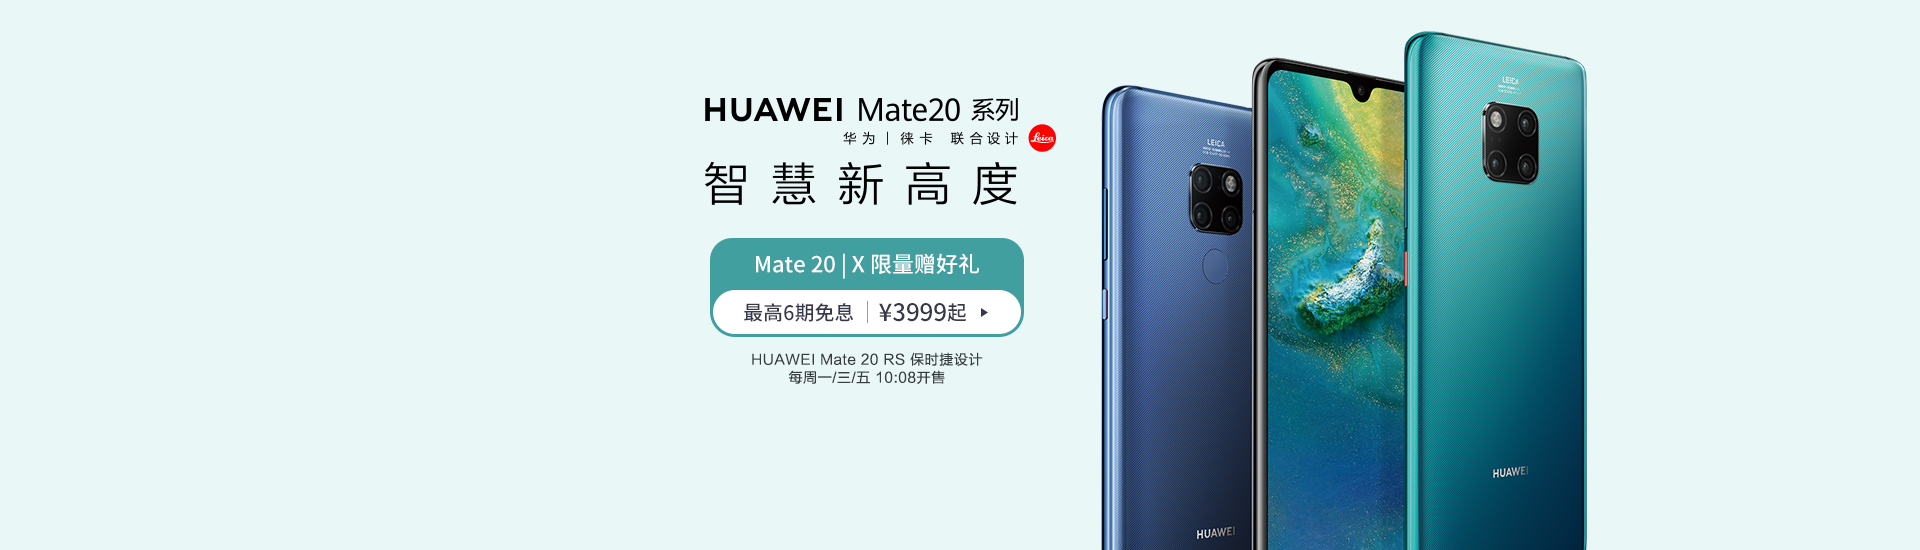 HUAWEI Mate20 系列
华为 | 徕卡 联合设计
Leica
智慧新高度
Mate 20 | X 限量赠好礼
最高6期免息 | ¥3999起
HUAWEI Mate 20 RS 保时捷设计
每周一/三/五 10:08开售
LEICA
HUAWEI
LEICA
HUAWEI